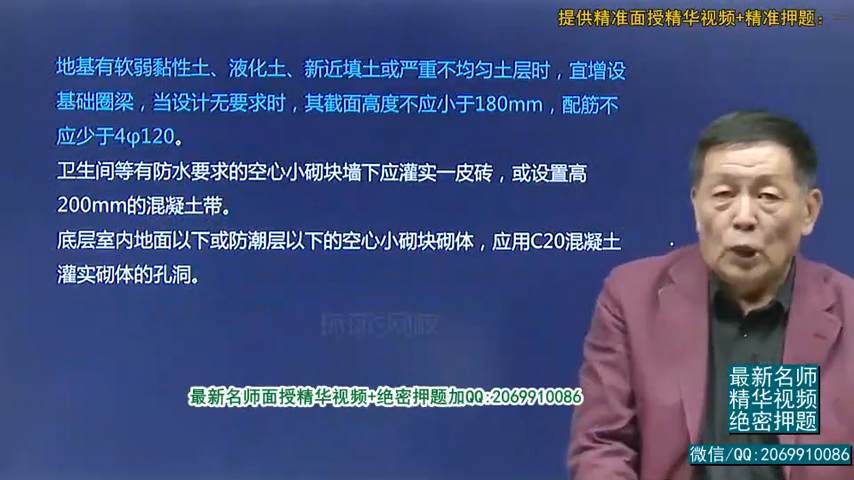 提供精准面授精华视频+精准押题：
地基有软弱黏性土、液化土、新近填土或严重不均匀土层时，宜增设
基础圈梁，当设计无要求时，其截面高度不应小于180mm，配筋不
应少于4φ120。
卫生间等有防水要求的空心小砌块墙下应灌实一皮砖，或设置高
200mm的混凝土带。
底层室内地面以下或防潮层以下的空心小砌块砌体，应用C20混凝土
灌实砌体的孔洞。
环球网校
最新名师面授精华视频+绝密押题加QQ:2069910086
最新名师
精华视频
绝密押题
微信/QQ:2069910086